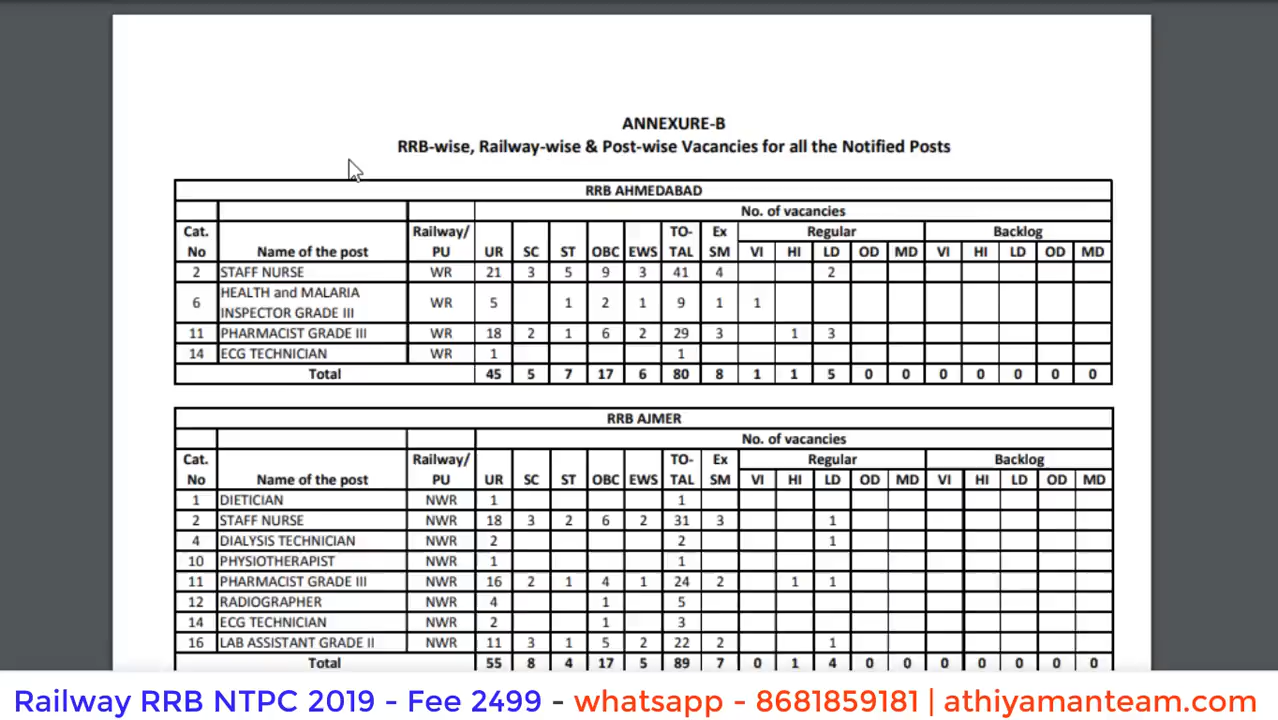 ANNEXURE-B
RRB-wise, Railway-wise & Post-wise Vacancies for all the Notified Posts
RRB AHMEDABAD
No. of vacancies
Cat. No Name of the post Railway/ PU UR SC ST OBC EWS TO-TAL Ex SM Regular Backlog
VI HI LD OD MD VI HI LD OD MD
2 STAFF NURSE WR 21 3 5 9 3 41 4 2
6 HEALTH and MALARIA INSPECTOR GRADE III WR 5 1 2 1 9 1 1
11 PHARMACIST GRADE III WR 18 2 1 6 2 29 3 1 3
14 ECG TECHNICIAN WR 1 1
Total 45 5 7 17 6 80 8 1 1 5 0 0 0 0 0 0 0
RRB AJMER
No. of vacancies
Cat. No Name of the post Railway/ PU UR SC ST OBC EWS TO-TAL Ex SM Regular Backlog
VI HI LD OD MD VI HI LD OD MD
1 DIETICIAN NWR 1 1
2 STAFF NURSE NWR 18 3 2 6 2 31 3 1
4 DIALYSIS TECHNICIAN NWR 2 2 1
10 PHYSIOTHERAPIST NWR 1 1
11 PHARMACIST GRADE III NWR 16 2 1 4 1 24 2 1 1
12 RADIOGRAPHER NWR 4 1 5
14 ECG TECHNICIAN NWR 2 1 3
16 LAB ASSISTANT GRADE II NWR 11 3 1 5 2 22 2 1
Total 55 8 4 17 5 89 7 0 1 4 0 0 0 0 0 0 0
Railway RRB NTPC 2019 - Fee 2499 - whatsapp - 8681859181 | athiyamanteam.com